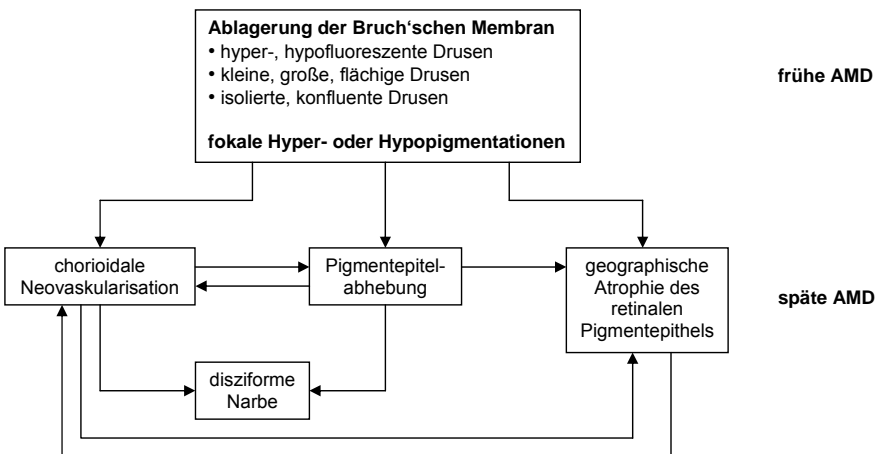 Ablagerung der Bruch‘schen Membran
• hyper-, hypofluoreszente Drusen
• kleine, große, flächige Drusen
• isolierte, konfluente Drusen
fokale Hyper- oder Hypopigmentationen
frühe AMD
chorioidale
Neovaskularisation
Pigmentepitel-
abhebung
geographische
Atrophie des
retinalen
Pigmentepithels
späte AMD
disziforme
Narbe